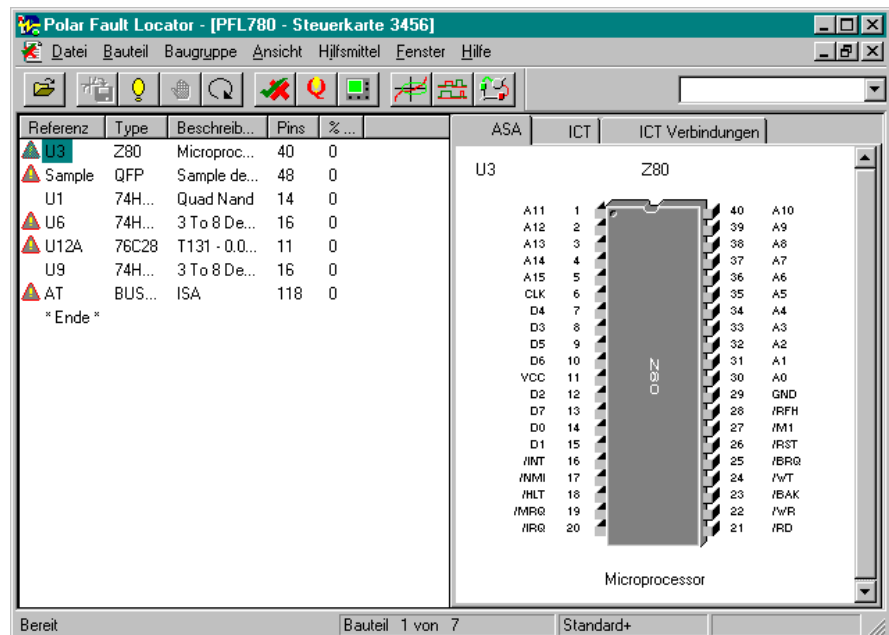 Polar Fault Locator - [PFL780 - Steuerkarte 3456]
Datei Bauteil Baugruppe Ansicht Hilfsmittel Fenster Hilfe
Referenz Type Beschreib... Pins % ...
U3 Z80 Microproc... 40 0
Sample QFP Sample de... 48 0
U1 74H... Quad Nand 14 0
U6 74H... 3 To 8 De... 16 0
U12A 76C28 T131 - 0.0... 11 0
U9 74H... 3 To 8 De... 16 0
AT BUS... ISA 118 0
* Ende *
ASA ICT ICT Verbindungen
U3 Z80
A11 1 40 A10
A12 2 39 A9
A13 3 38 A8
A14 4 37 A7
A15 5 36 A6
CLK 6 35 A5
D4 7 34 A4
D3 8 33 A3
D5 9 32 A2
D6 10 31 A1
VCC 11 30 A0
D2 12 29 GND
D7 13 28 /RFH
D0 14 27 /M1
D1 15 26 /RST
/INT 16 25 /BRQ
/NMI 17 24 /WT
/HLT 18 23 /BAK
/MRQ 19 22 /WR
/IRQ 20 21 /RD
Z80
Microprocessor
Bereit Bauteil 1 von 7 Standard+